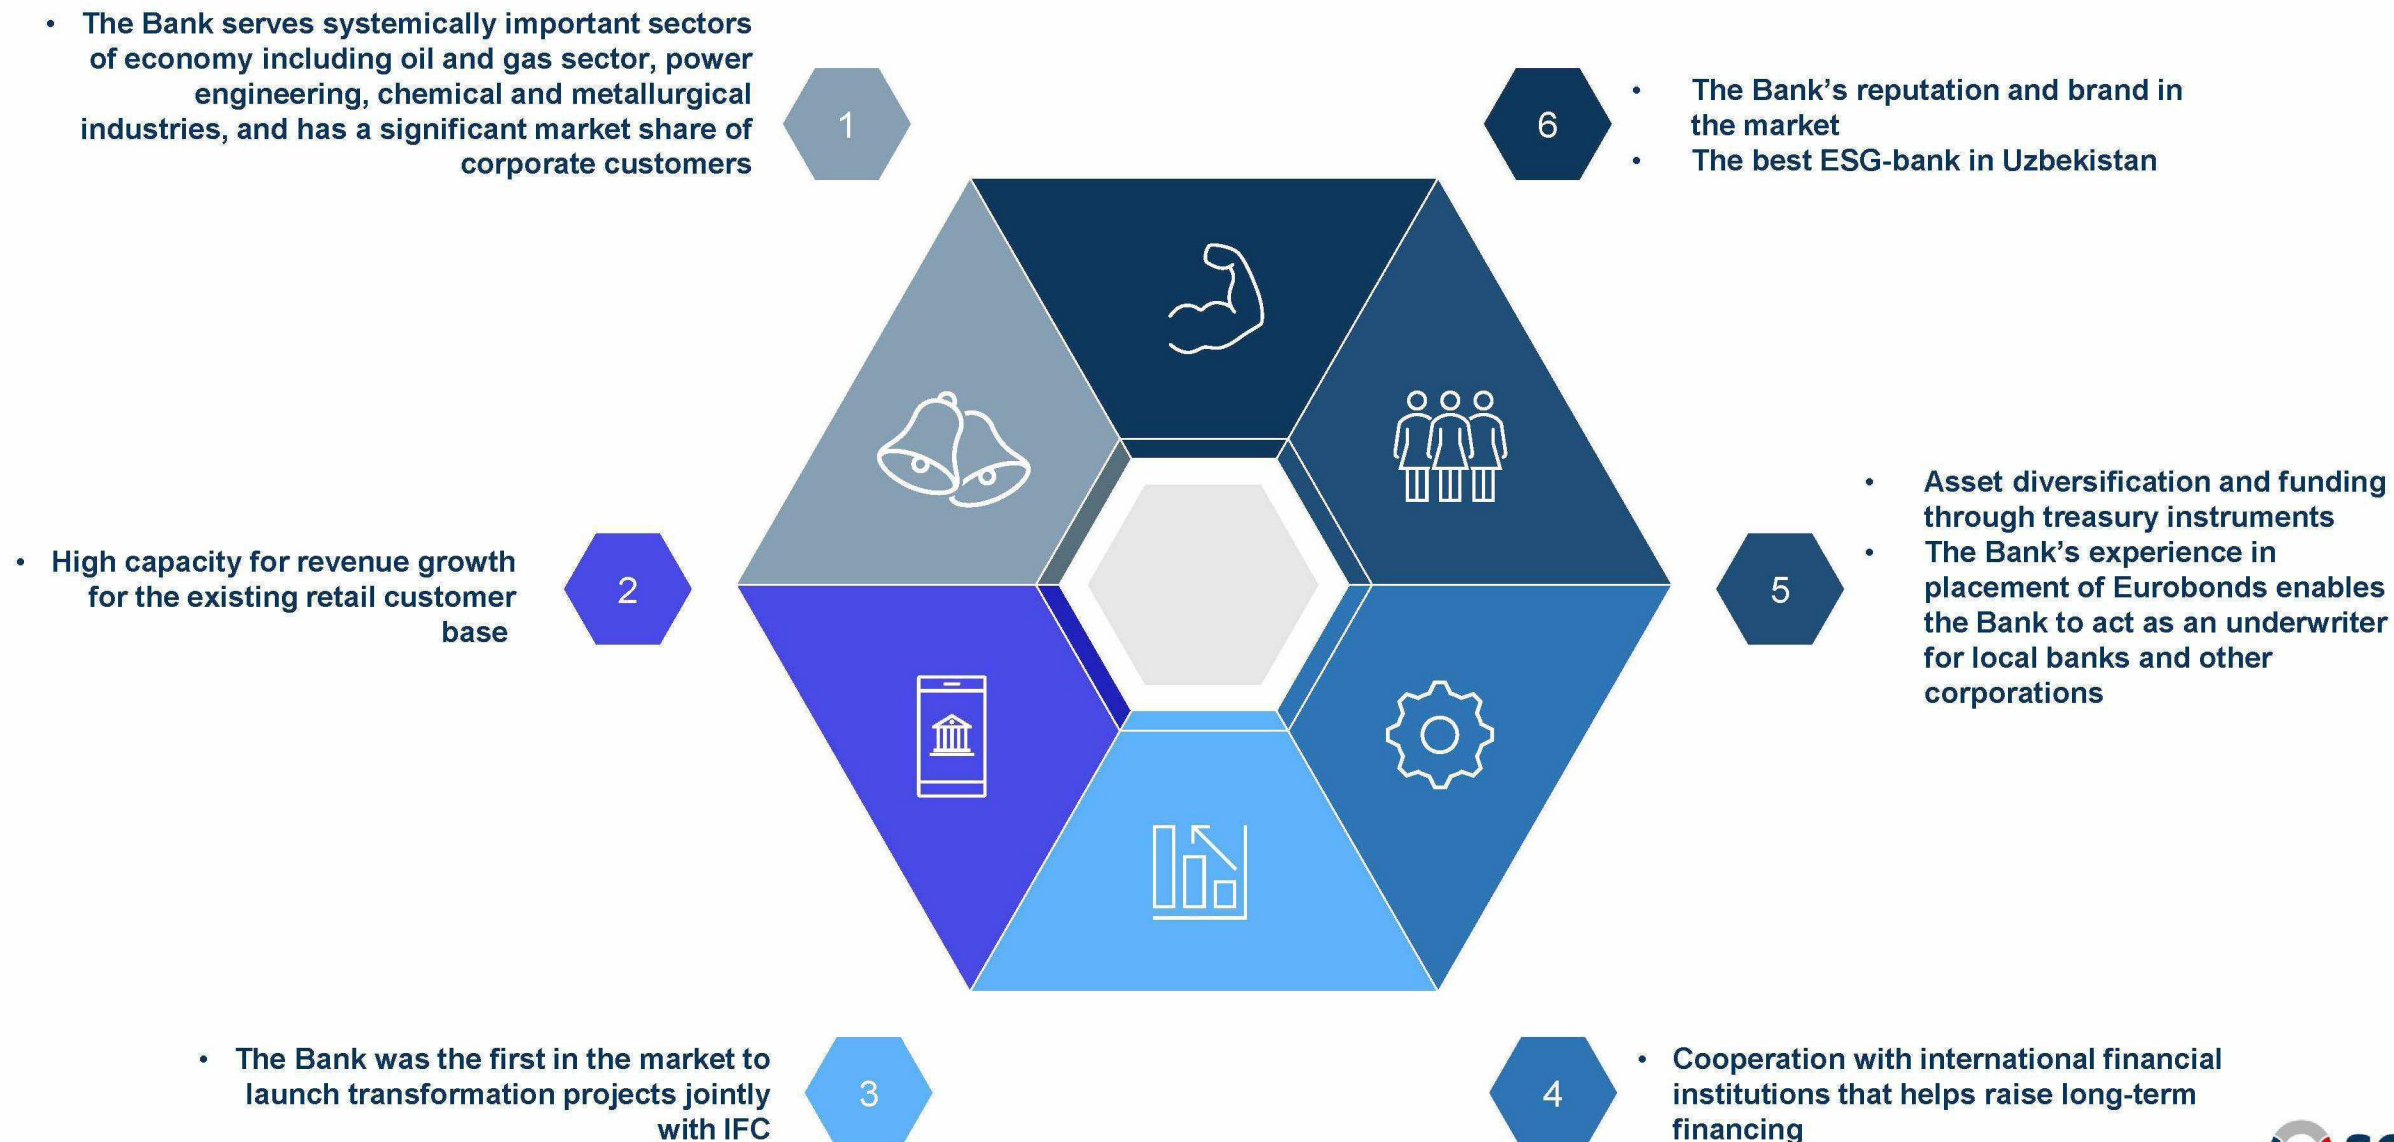 • The Bank serves systemically important sectors
of economy including oil and gas sector, power
engineering, chemical and metallurgical
industries, and has a significant market share of
corporate customers
1
• High capacity for revenue growth
for the existing retail customer
base
2
• The Bank was the first in the market to
launch transformation projects jointly
with IFC
3
6
• The Bank’s reputation and brand in
the market
• The best ESG-bank in Uzbekistan
5
• Asset diversification and funding
through treasury instruments
• The Bank’s experience in
placement of Eurobonds enables
the Bank to act as an underwriter
for local banks and other
corporations
4
• Cooperation with international financial
institutions that helps raise long-term
financing